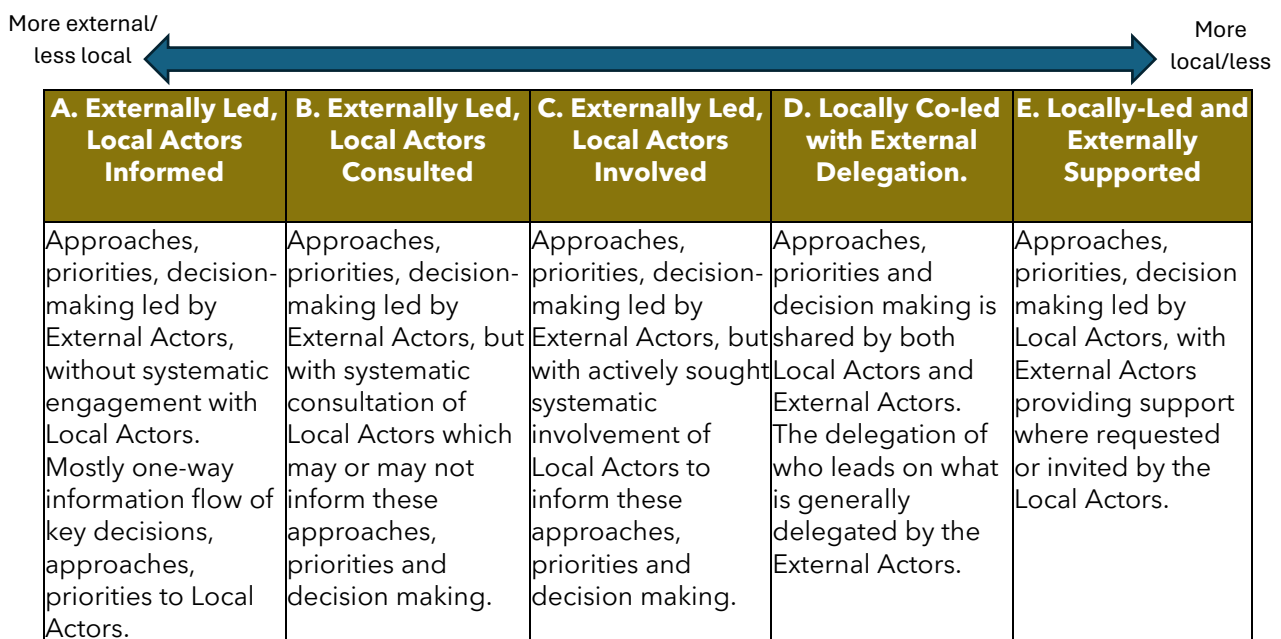 More external/
less local
More
local/less
A. Externally Led,
Local Actors
Informed
B. Externally Led,
Local Actors
Consulted
C. Externally Led,
Local Actors
Involved
D. Locally Co-led
with External
Delegation.
E. Locally-Led and
Externally
Supported
Approaches,
priorities, decision-
making led by
External Actors,
without systematic
engagement with
Local Actors.
Mostly one-way
information flow of
key decisions,
approaches,
priorities to Local
Actors.
Approaches,
priorities, decision-
making led by
External Actors, but
with systematic
consultation of
Local Actors which
may or may not
inform these
approaches,
priorities and
decision making.
Approaches,
priorities, decision-
making led by
External Actors, but
with actively sought
systematic
involvement of
Local Actors to
inform these
approaches,
priorities and
decision making.
Approaches,
priorities and
decision making is
shared by both
Local Actors and
External Actors.
The delegation of
who leads on what
is generally
delegated by the
External Actors.
Approaches,
priorities, decision
making led by
Local Actors, with
External Actors
providing support
where requested
or invited by the
Local Actors.